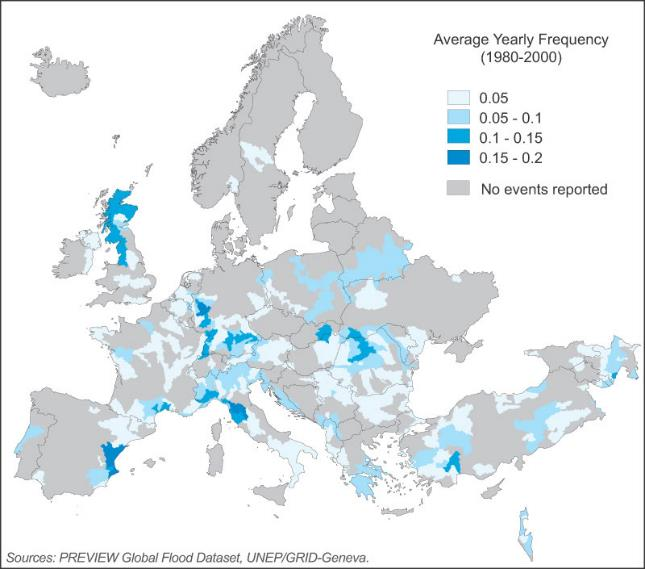 Average Yearly Frequency
(1980-2000)
0.05
0.05 - 0.1
0.1 - 0.15
0.15 - 0.2
No events reported
Sources: PREVIEW Global Flood Dataset, UNEP/GRID-Geneva.